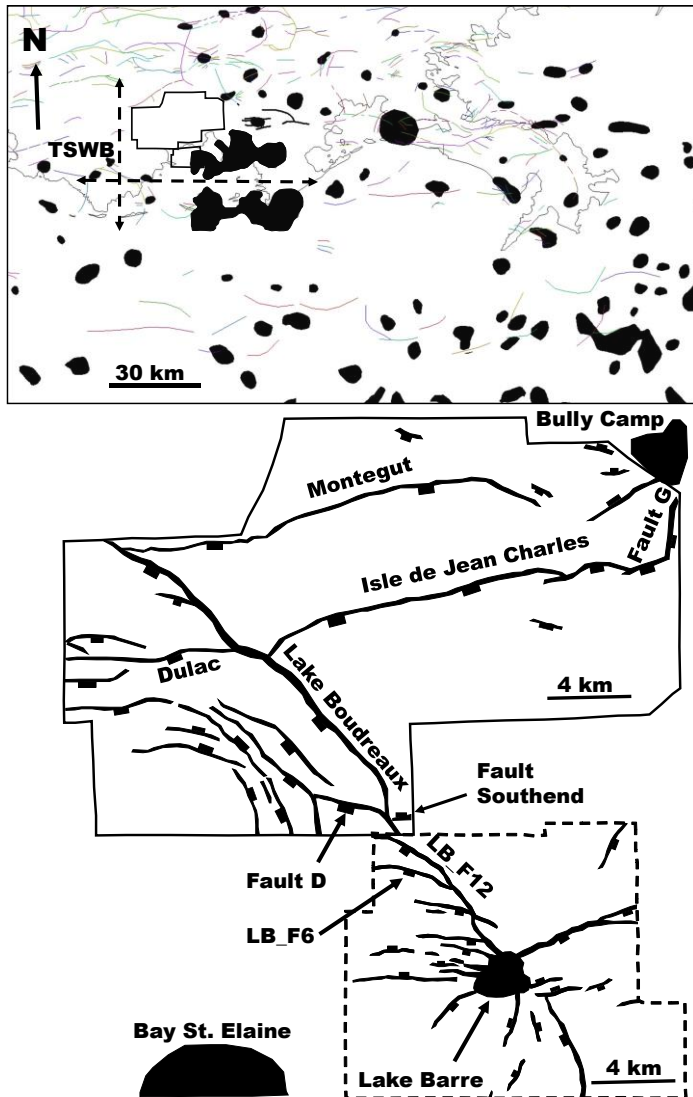 N
TSWB
30 km
Bully Camp
Montegut
Fault G
Isle de Jean Charles
Dulac
4 km
Lake Boudreaux
Fault
Southend
Fault D
LB_F12
LB_F6
Bay St. Elaine
Lake Barre
4 km